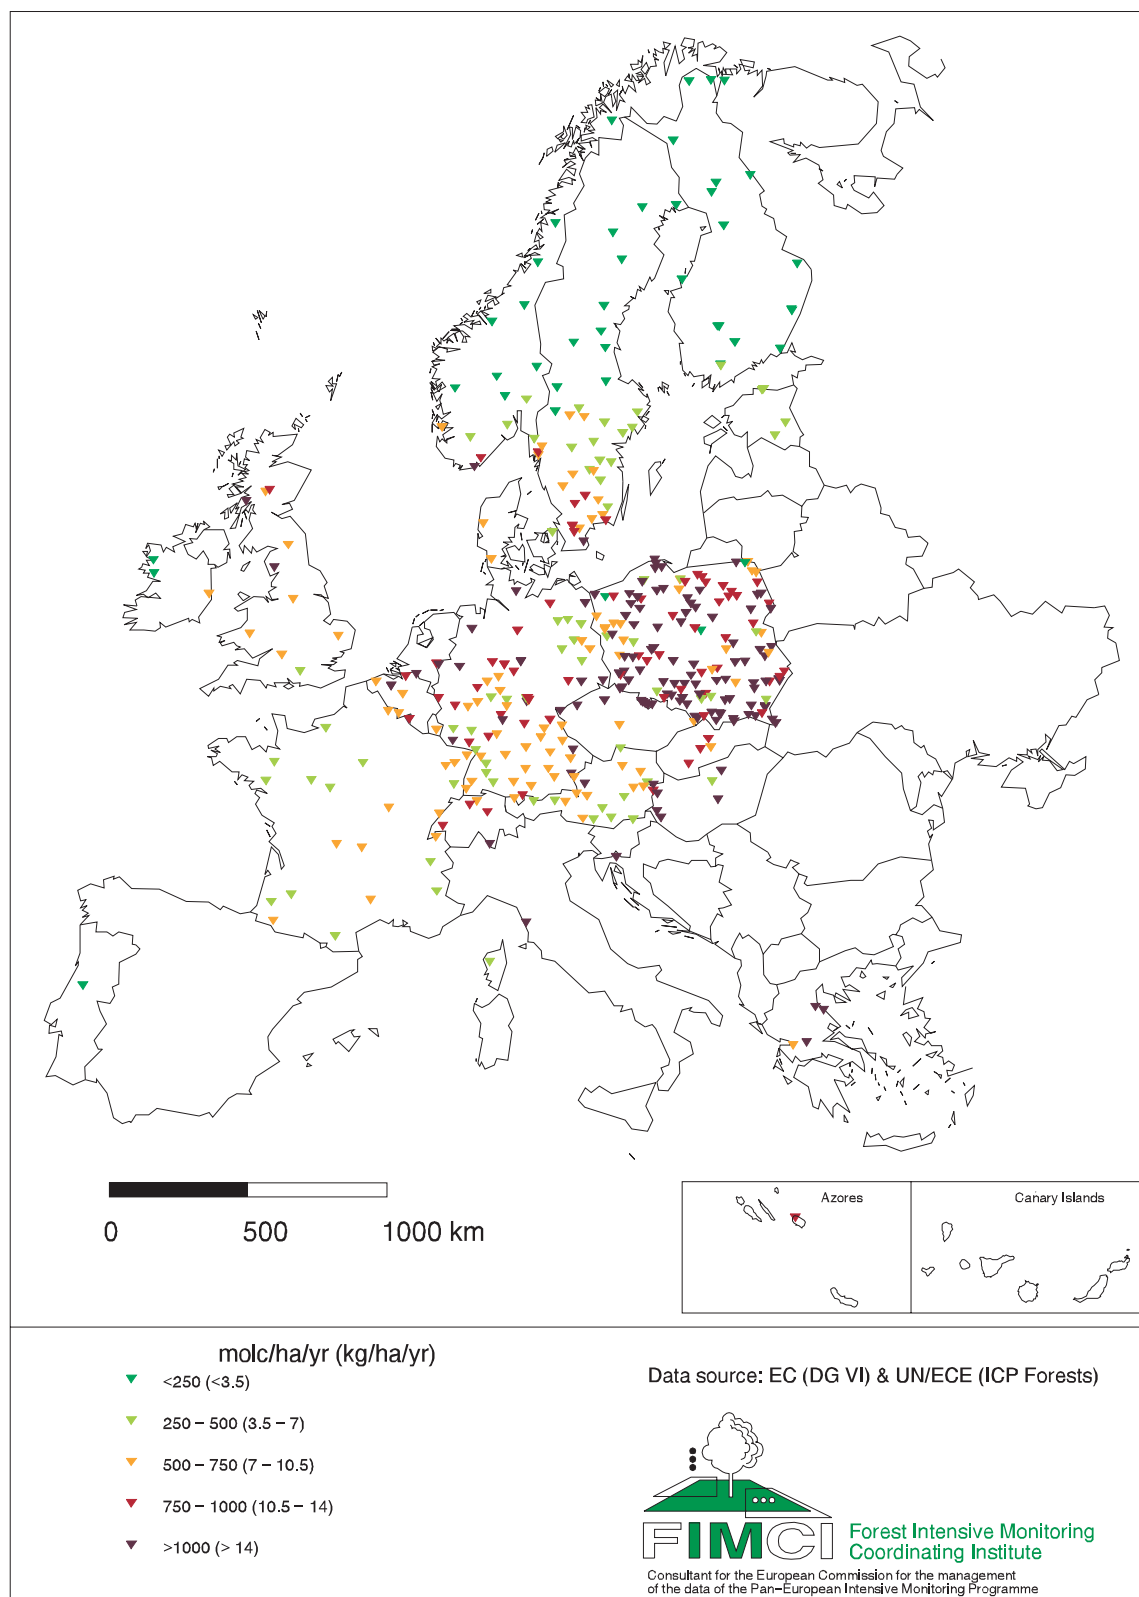 Azores
Canary Islands
0 500 1000 km
molc/ha/yr (kg/ha/yr)
<250 (<3.5)
250 – 500 (3.5 – 7)
500 – 750 (7 – 10.5)
750 – 1000 (10.5 – 14)
>1000 (> 14)
Data source: EC (DG VI) & UN/ECE (ICP Forests)
FIMCI
Forest Intensive Monitoring
Coordinating Institute
Consultant for the European Commission for the management
of the data of the Pan–European Intensive Monitoring Programme